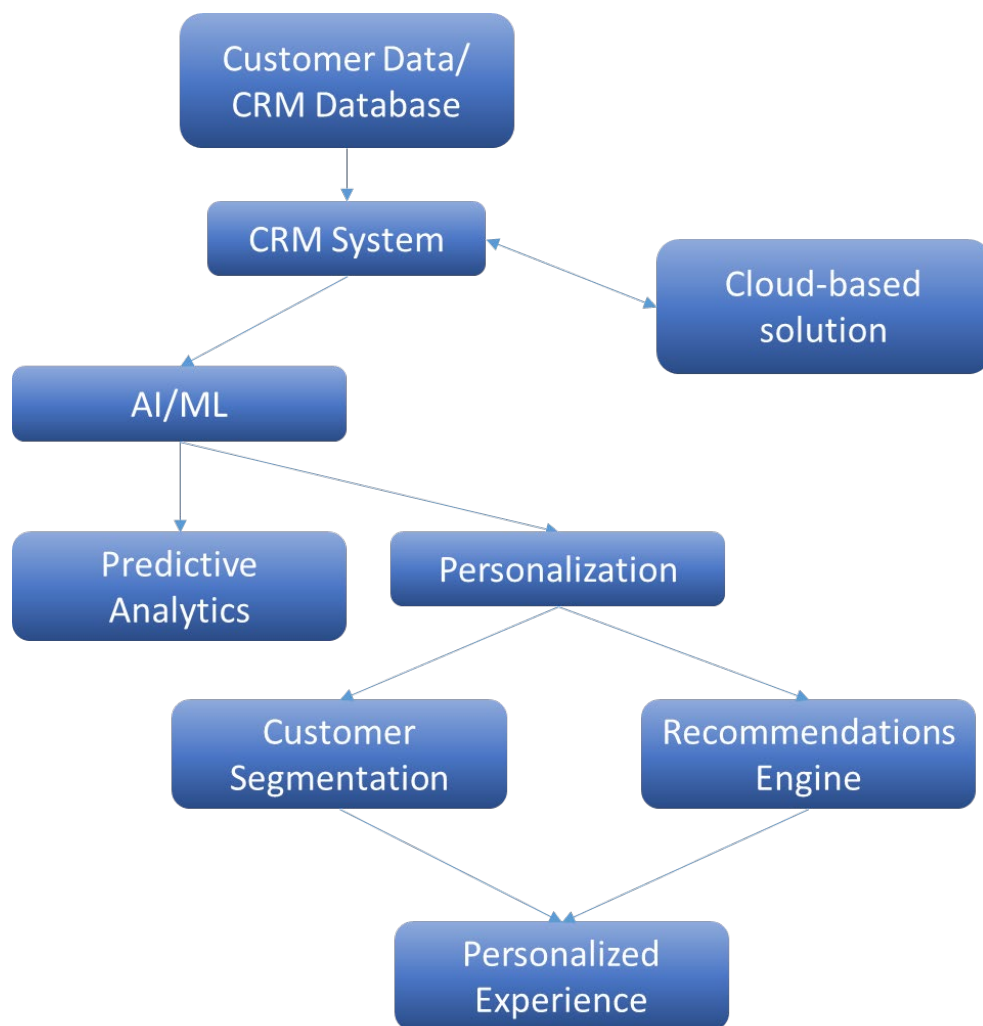 Customer Data/
CRM Database
CRM System
Cloud-based
solution
AI/ML
Predictive
Analytics
Personalization
Customer
Segmentation
Recommendations
Engine
Personalized
Experience